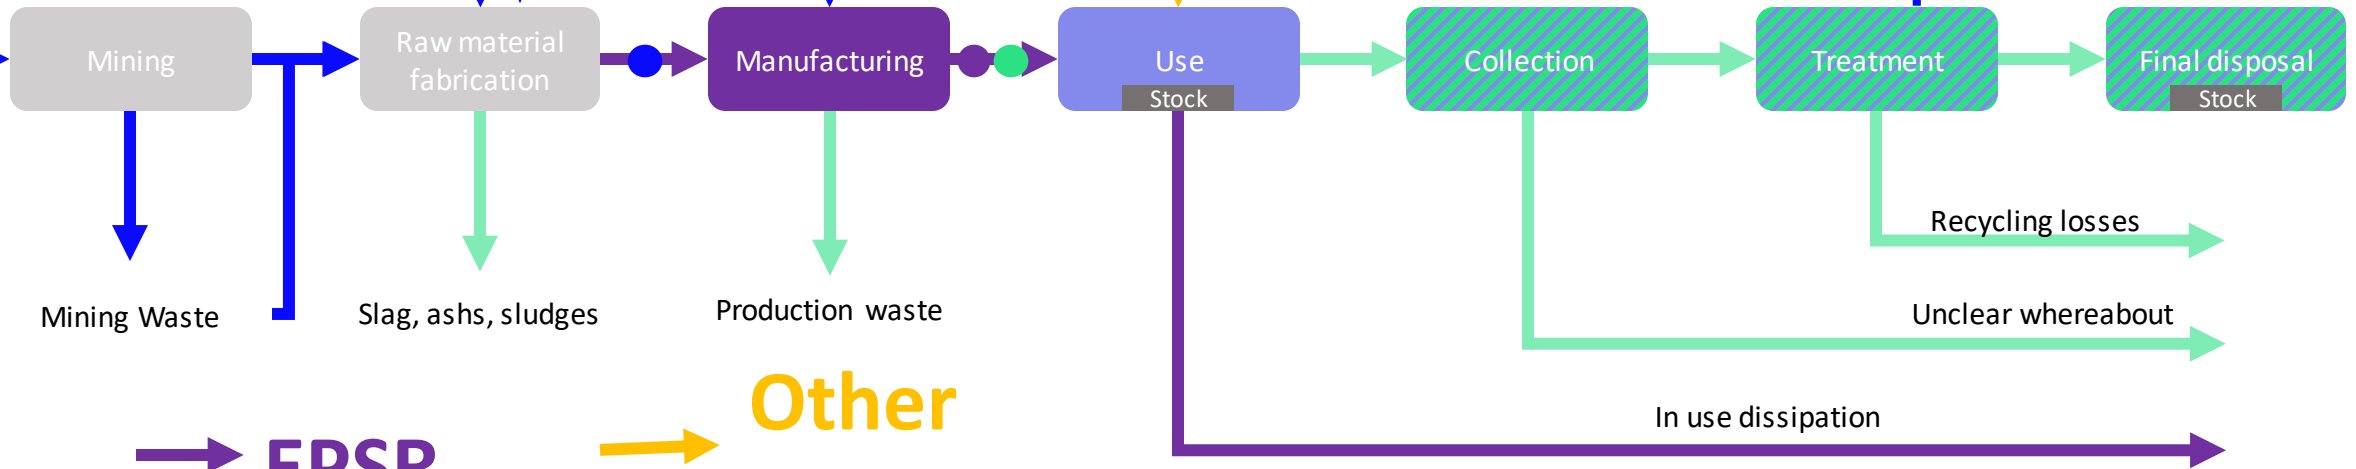 Mining
Raw material
fabrication
Manufacturing
Use
Stock
Collection
Treatment
Final disposal
Stock
Recycling losses
Mining Waste
Slag, ashs, sludges
Production waste
Unclear whereabout
Other
In use dissipation